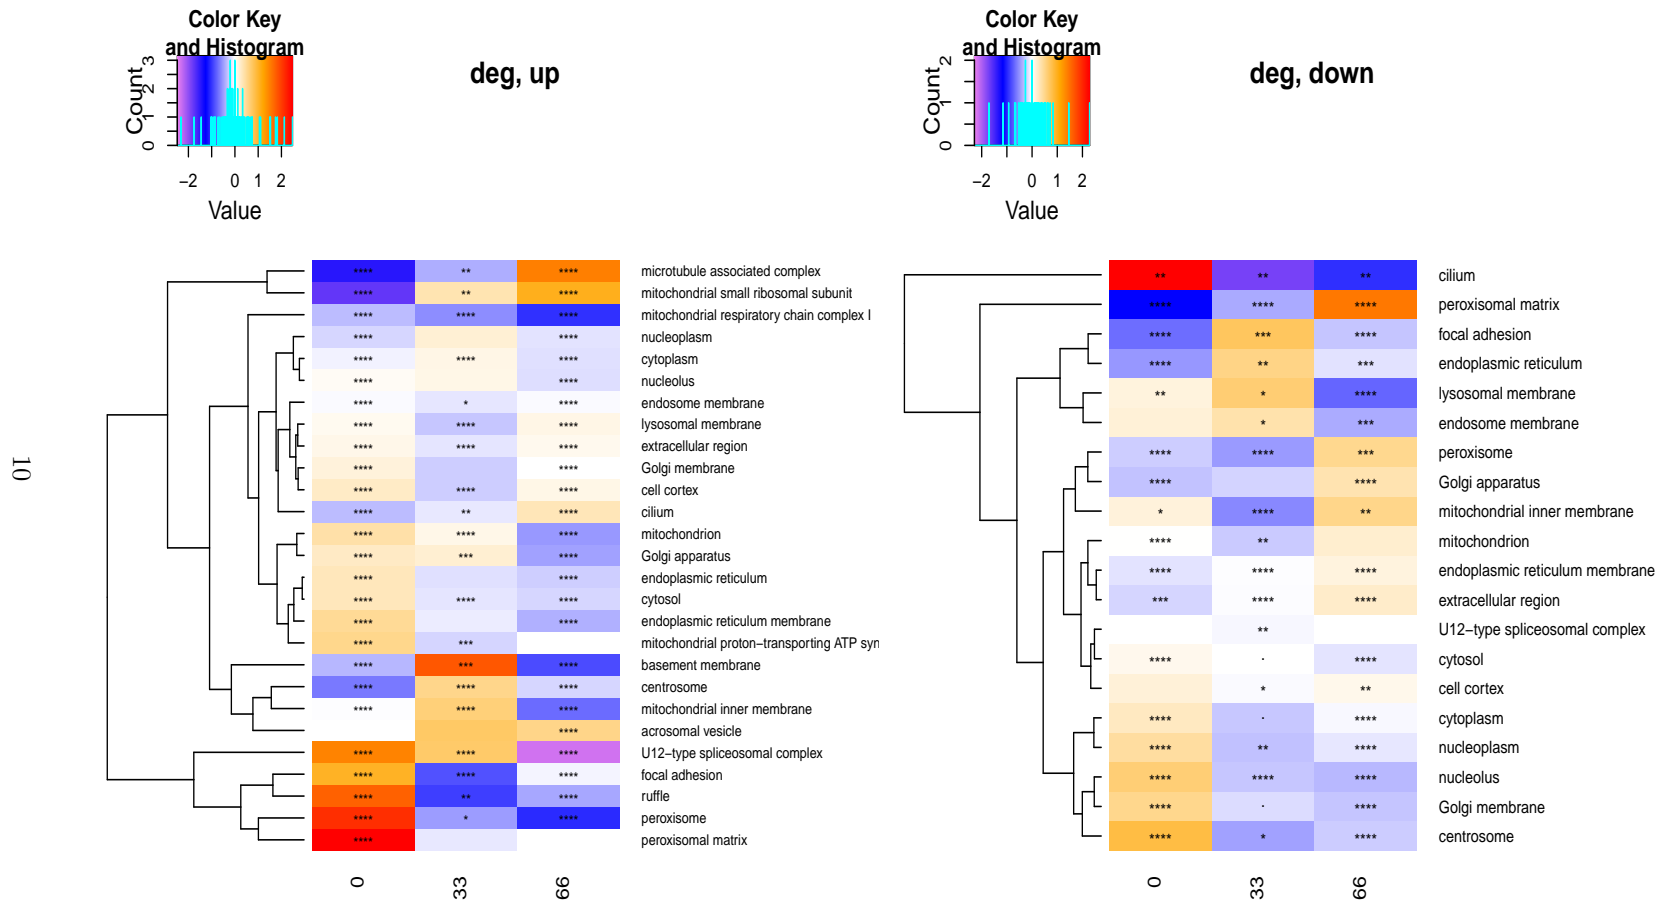 Color Key
and Histogram
Count
0 1 2 3
−2 0 1 2
Value
deg, up
**** ** **** microtubule associated complex
**** ** **** mitochondrial small ribosomal subunit
**** **** **** mitochondrial respiratory chain complex I
**** **** nucleoplasm
**** **** **** cytoplasm
**** **** nucleolus
**** * **** endosome membrane
**** **** **** lysosomal membrane
**** **** **** extracellular region
**** **** Golgi membrane
**** **** **** cell cortex
**** ** **** cilium
**** **** **** mitochondrion
**** *** **** Golgi apparatus
**** **** endoplasmic reticulum
**** **** **** cytosol
**** **** endoplasmic reticulum membrane
**** *** mitochondrial proton−transporting ATP syn
**** *** **** basement membrane
**** **** **** centrosome
**** **** **** mitochondrial inner membrane
**** acrosomal vesicle
**** **** **** U12−type spliceosomal complex
**** **** **** focal adhesion
**** ** **** ruffle
**** * **** peroxisome
**** peroxisomal matrix
0 33 66
Color Key
and Histogram
Count
0 1 2
−2 0 1 2
Value
deg, down
** ** ** cilium
**** **** **** peroxisomal matrix
**** *** **** focal adhesion
**** ** *** endoplasmic reticulum
** * **** lysosomal membrane
* *** endosome membrane
**** **** *** peroxisome
**** **** Golgi apparatus
* **** ** mitochondrial inner membrane
**** ** mitochondrion
**** **** **** endoplasmic reticulum membrane
*** **** **** extracellular region
** U12−type spliceosomal complex
**** . **** cytosol
* ** cell cortex
**** . **** cytoplasm
**** ** **** nucleoplasm
**** **** **** nucleolus
**** . **** Golgi membrane
**** * **** centrosome
0 33 66
10